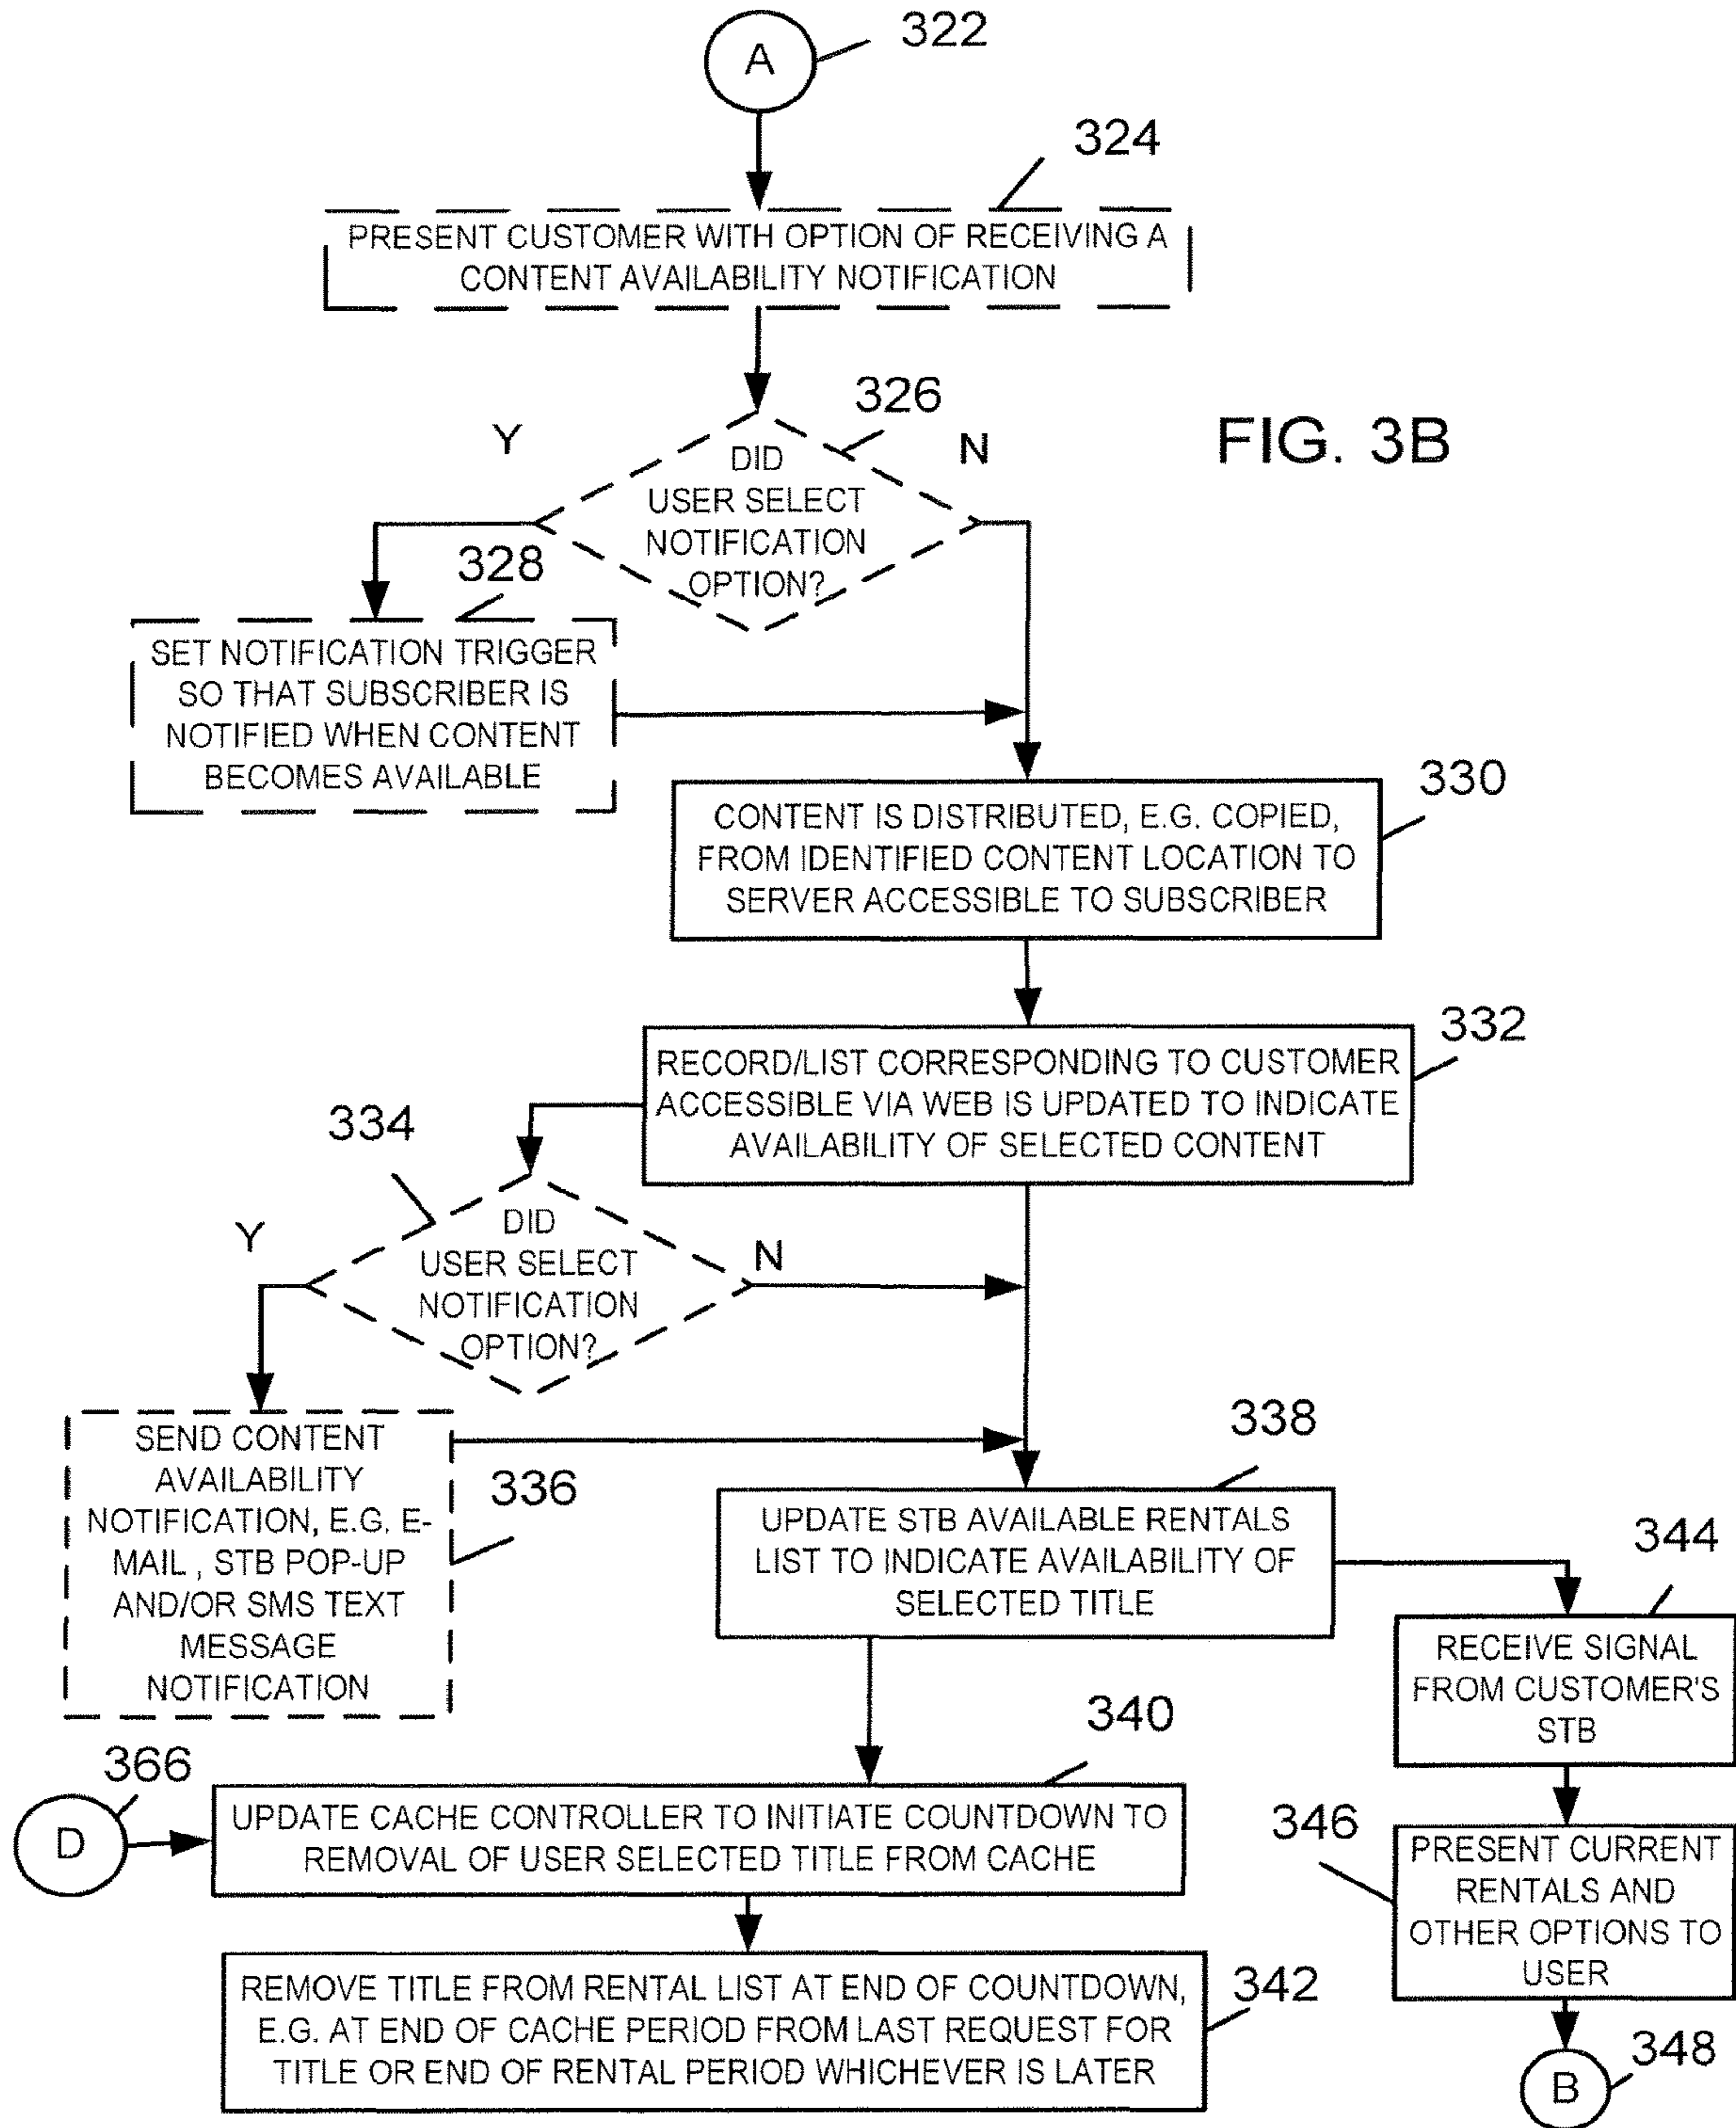 A
322
324
PRESENT CUSTOMER WITH OPTION OF RECEIVING A
CONTENT AVAILABILITY NOTIFICATION
326
Y
N
FIG. 3B
DID
USER SELECT
NOTIFICATION
OPTION?
328
SET NOTIFICATION TRIGGER
SO THAT SUBSCRIBER IS
NOTIFIED WHEN CONTENT
BECOMES AVAILABLE
330
CONTENT IS DISTRIBUTED, E.G. COPIED,
FROM IDENTIFIED CONTENT LOCATION TO
SERVER ACCESSIBLE TO SUBSCRIBER
332
RECORD/LIST CORRESPONDING TO CUSTOMER
ACCESSIBLE VIA WEB IS UPDATED TO INDICATE
AVAILABILITY OF SELECTED CONTENT
334
Y
N
DID
USER SELECT
NOTIFICATION
OPTION?
336
SEND CONTENT
AVAILABILITY
NOTIFICATION, E.G. E-
MAIL , STB POP-UP
AND/OR SMS TEXT
MESSAGE
NOTIFICATION
338
UPDATE STB AVAILABLE RENTALS
LIST TO INDICATE AVAILABILITY OF
SELECTED TITLE
344
RECEIVE SIGNAL
FROM CUSTOMER'S
STB
340
366
D
UPDATE CACHE CONTROLLER TO INITIATE COUNTDOWN TO
REMOVAL OF USER SELECTED TITLE FROM CACHE
346
PRESENT CURRENT
RENTALS AND
OTHER OPTIONS TO
USER
342
REMOVE TITLE FROM RENTAL LIST AT END OF COUNTDOWN,
E.G. AT END OF CACHE PERIOD FROM LAST REQUEST FOR
TITLE OR END OF RENTAL PERIOD WHICHEVER IS LATER
348
B